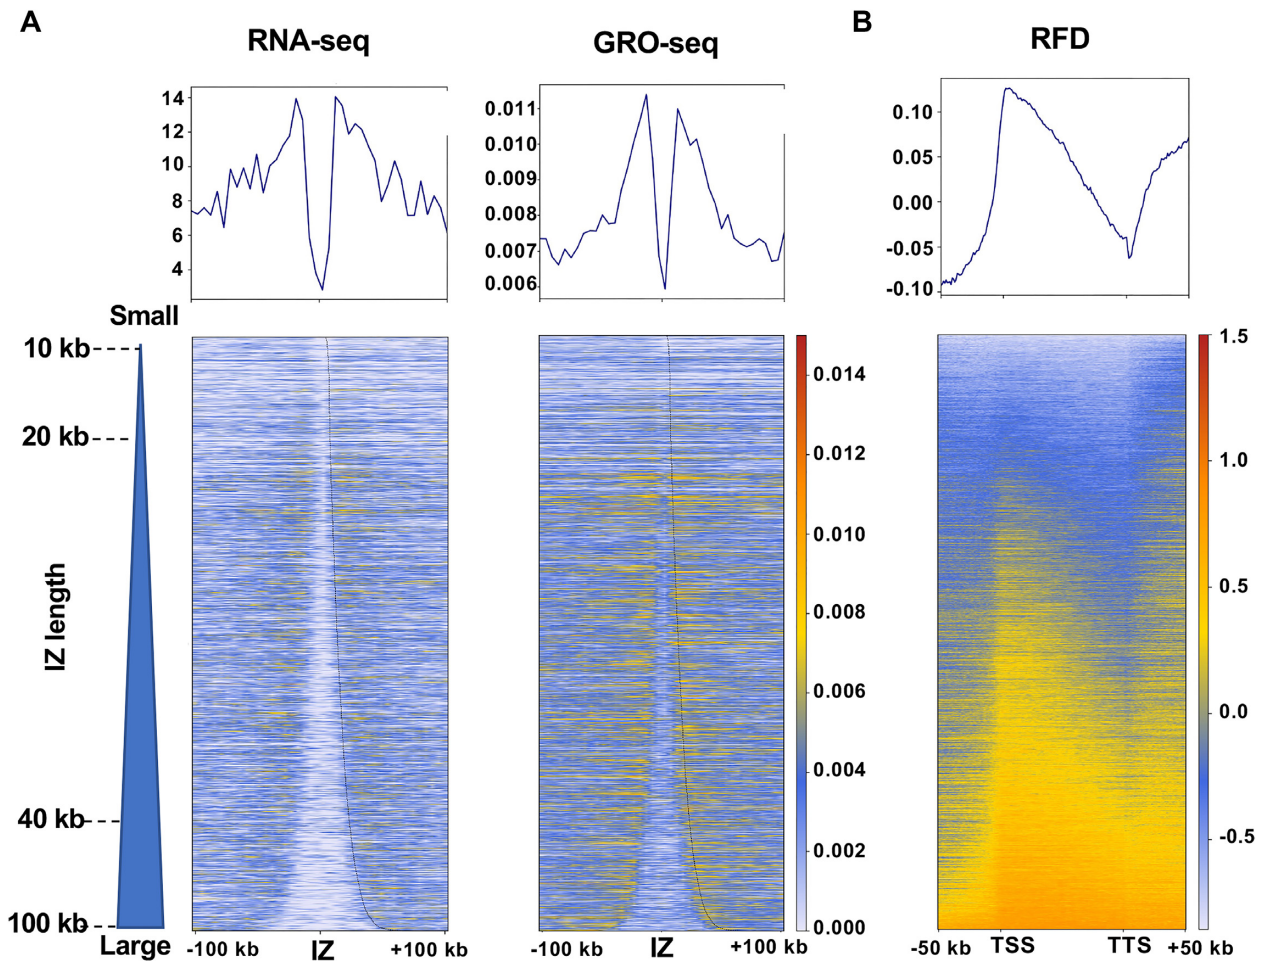 A
RNA-seq
GRO-seq
B
RFD
14
12
10
8
6
4
0.011
0.010
0.009
0.008
0.007
0.006
0.10
0.05
0.00
-0.05
-0.10
Small
10 kb
20 kb
40 kb
100 kb
Large
IZ length
-100 kb
IZ
+100 kb
-100 kb
IZ
+100 kb
0.014
0.012
0.010
0.008
0.006
0.004
0.002
0.000
-50 kb
TSS
TTS
+50 kb
1.5
1.0
0.5
0.0
-0.5